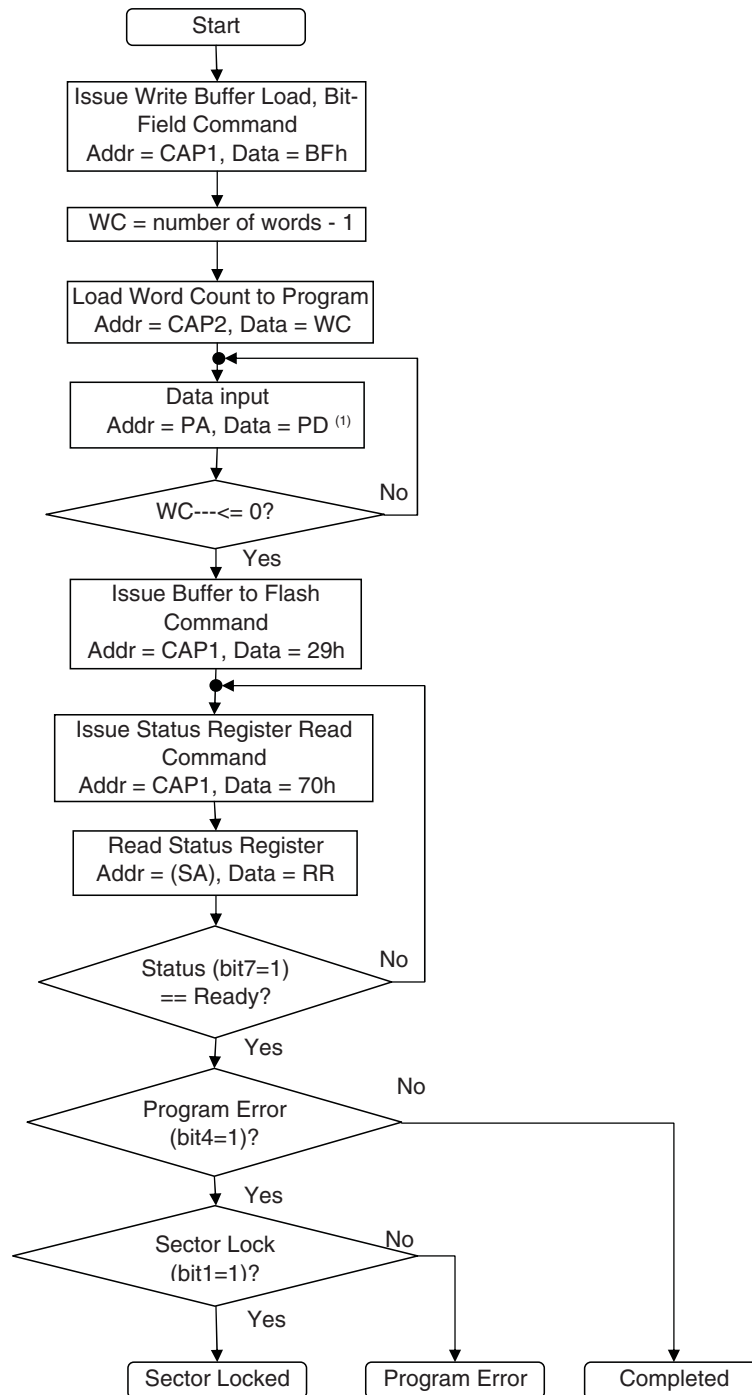 Start
Issue Write Buffer Load, Bit-
Field Command
Addr = CAP1, Data = BFh
WC = number of words - 1
Load Word Count to Program
Addr = CAP2, Data = WC
Data input
Addr = PA, Data = PD (1)
No
WC---<= 0?
Yes
Issue Buffer to Flash
Command
Addr = CAP1, Data = 29h
Issue Status Register Read
Command
Addr = CAP1, Data = 70h
Read Status Register
Addr = (SA), Data = RR
No
Status (bit7=1)
== Ready?
Yes
No
Program Error
(bit4=1)?
Yes
No
Sector Lock
(bit1=1)?
Yes
Sector Locked
Program Error
Completed